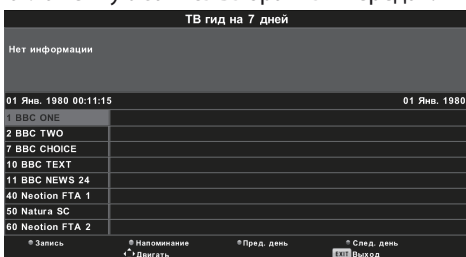 ТВ гид на 7 дней
Нет информации
01 Янв. 1980 00:11:15 01 Янв. 1980
1 BBC ONE
2 BBC TWO
7 BBC CHOICE
10 BBC TEXT
11 BBC NEWS 24
40 Neotion FTA 1
50 Natura SC
60 Neotion FTA 2
Запись Напоминание Пред. день След. день
Двигать EXIT Выход